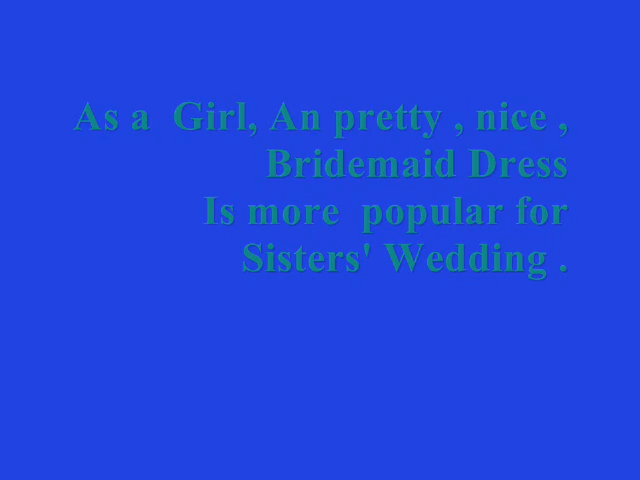 As a  Girl, An pretty , nice ,
Bridemaid Dress
Is more  popular for
Sisters' Wedding .